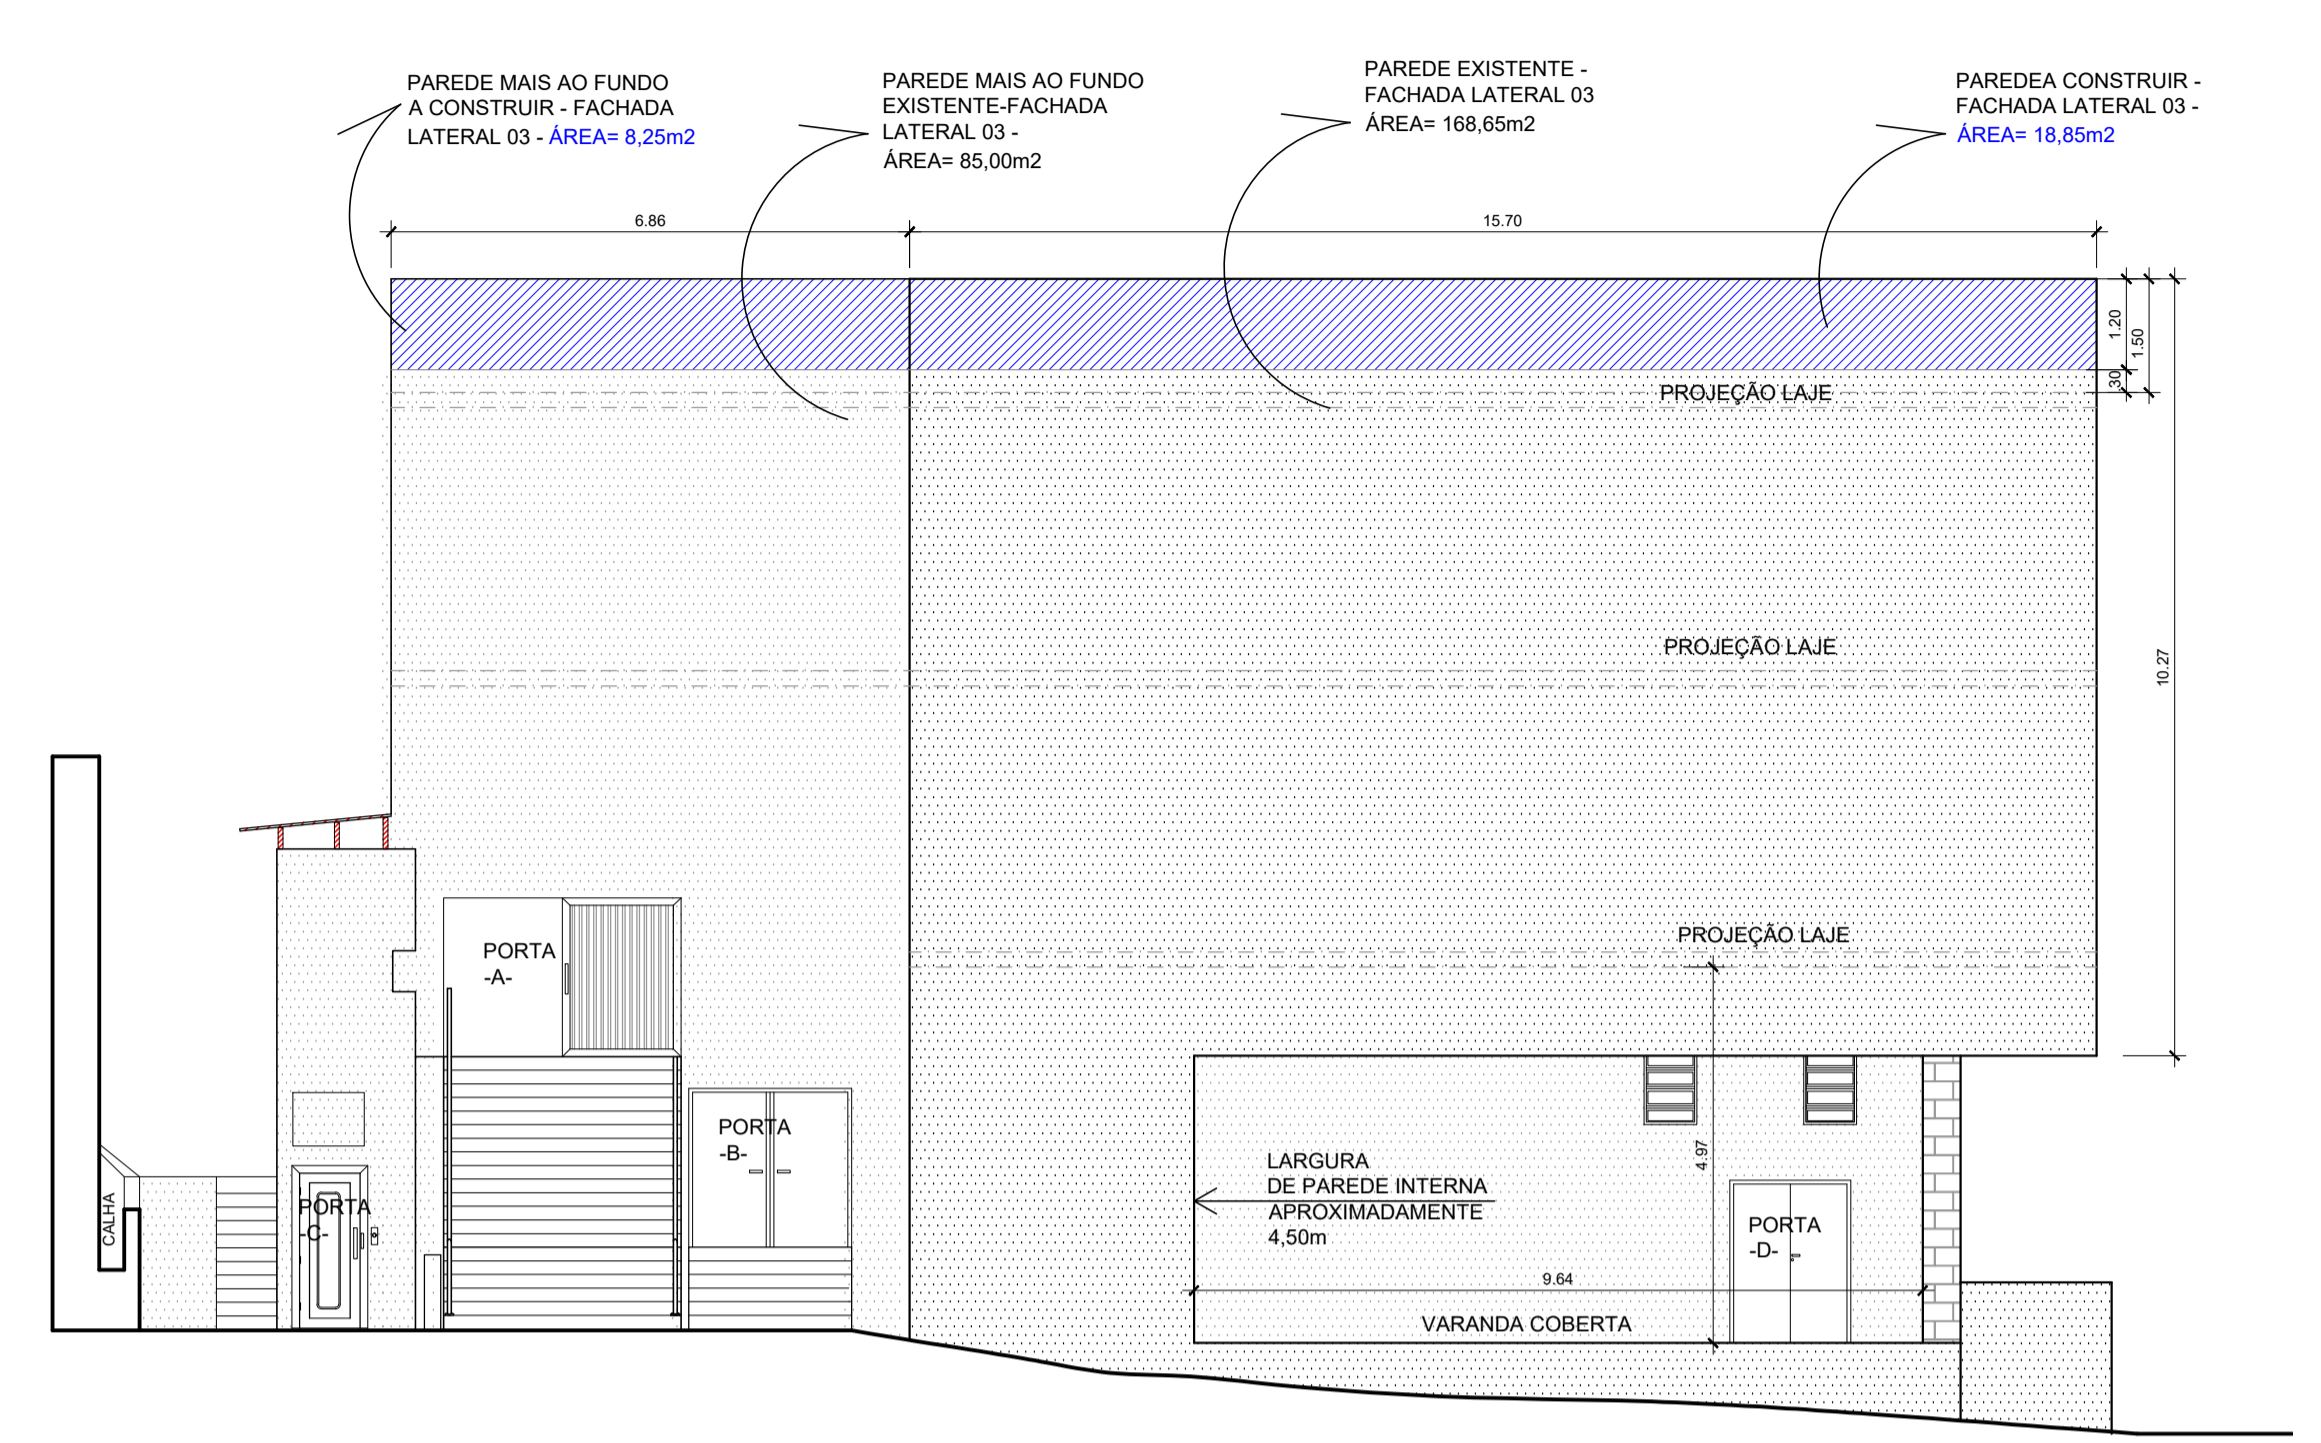 PAREDE MAIS AO FUNDO
A CONSTRUIR - FACHADA
LATERAL 03 - ÁREA= 8,25m2
PAREDE MAIS AO FUNDO
EXISTENTE-FACHADA
LATERAL 03 -
ÁREA= 85,00m2
PAREDE EXISTENTE -
FACHADA LATERAL 03
ÁREA= 168,65m2
PAREDEA CONSTRUIR -
FACHADA LATERAL 03 -
ÁREA= 18,85m2
6.86
15.70
1.20
1.50
.30
10.27
PROJEÇÃO LAJE
PROJEÇÃO LAJE
PROJEÇÃO LAJE
4.97
PORTA
-A-
PORTA
-B-
PORTA
-C-
CALHA
LARGURA
DE PAREDE INTERNA
APROXIMADAMENTE
4,50m
PORTA
-D-
9.64
VARANDA COBERTA